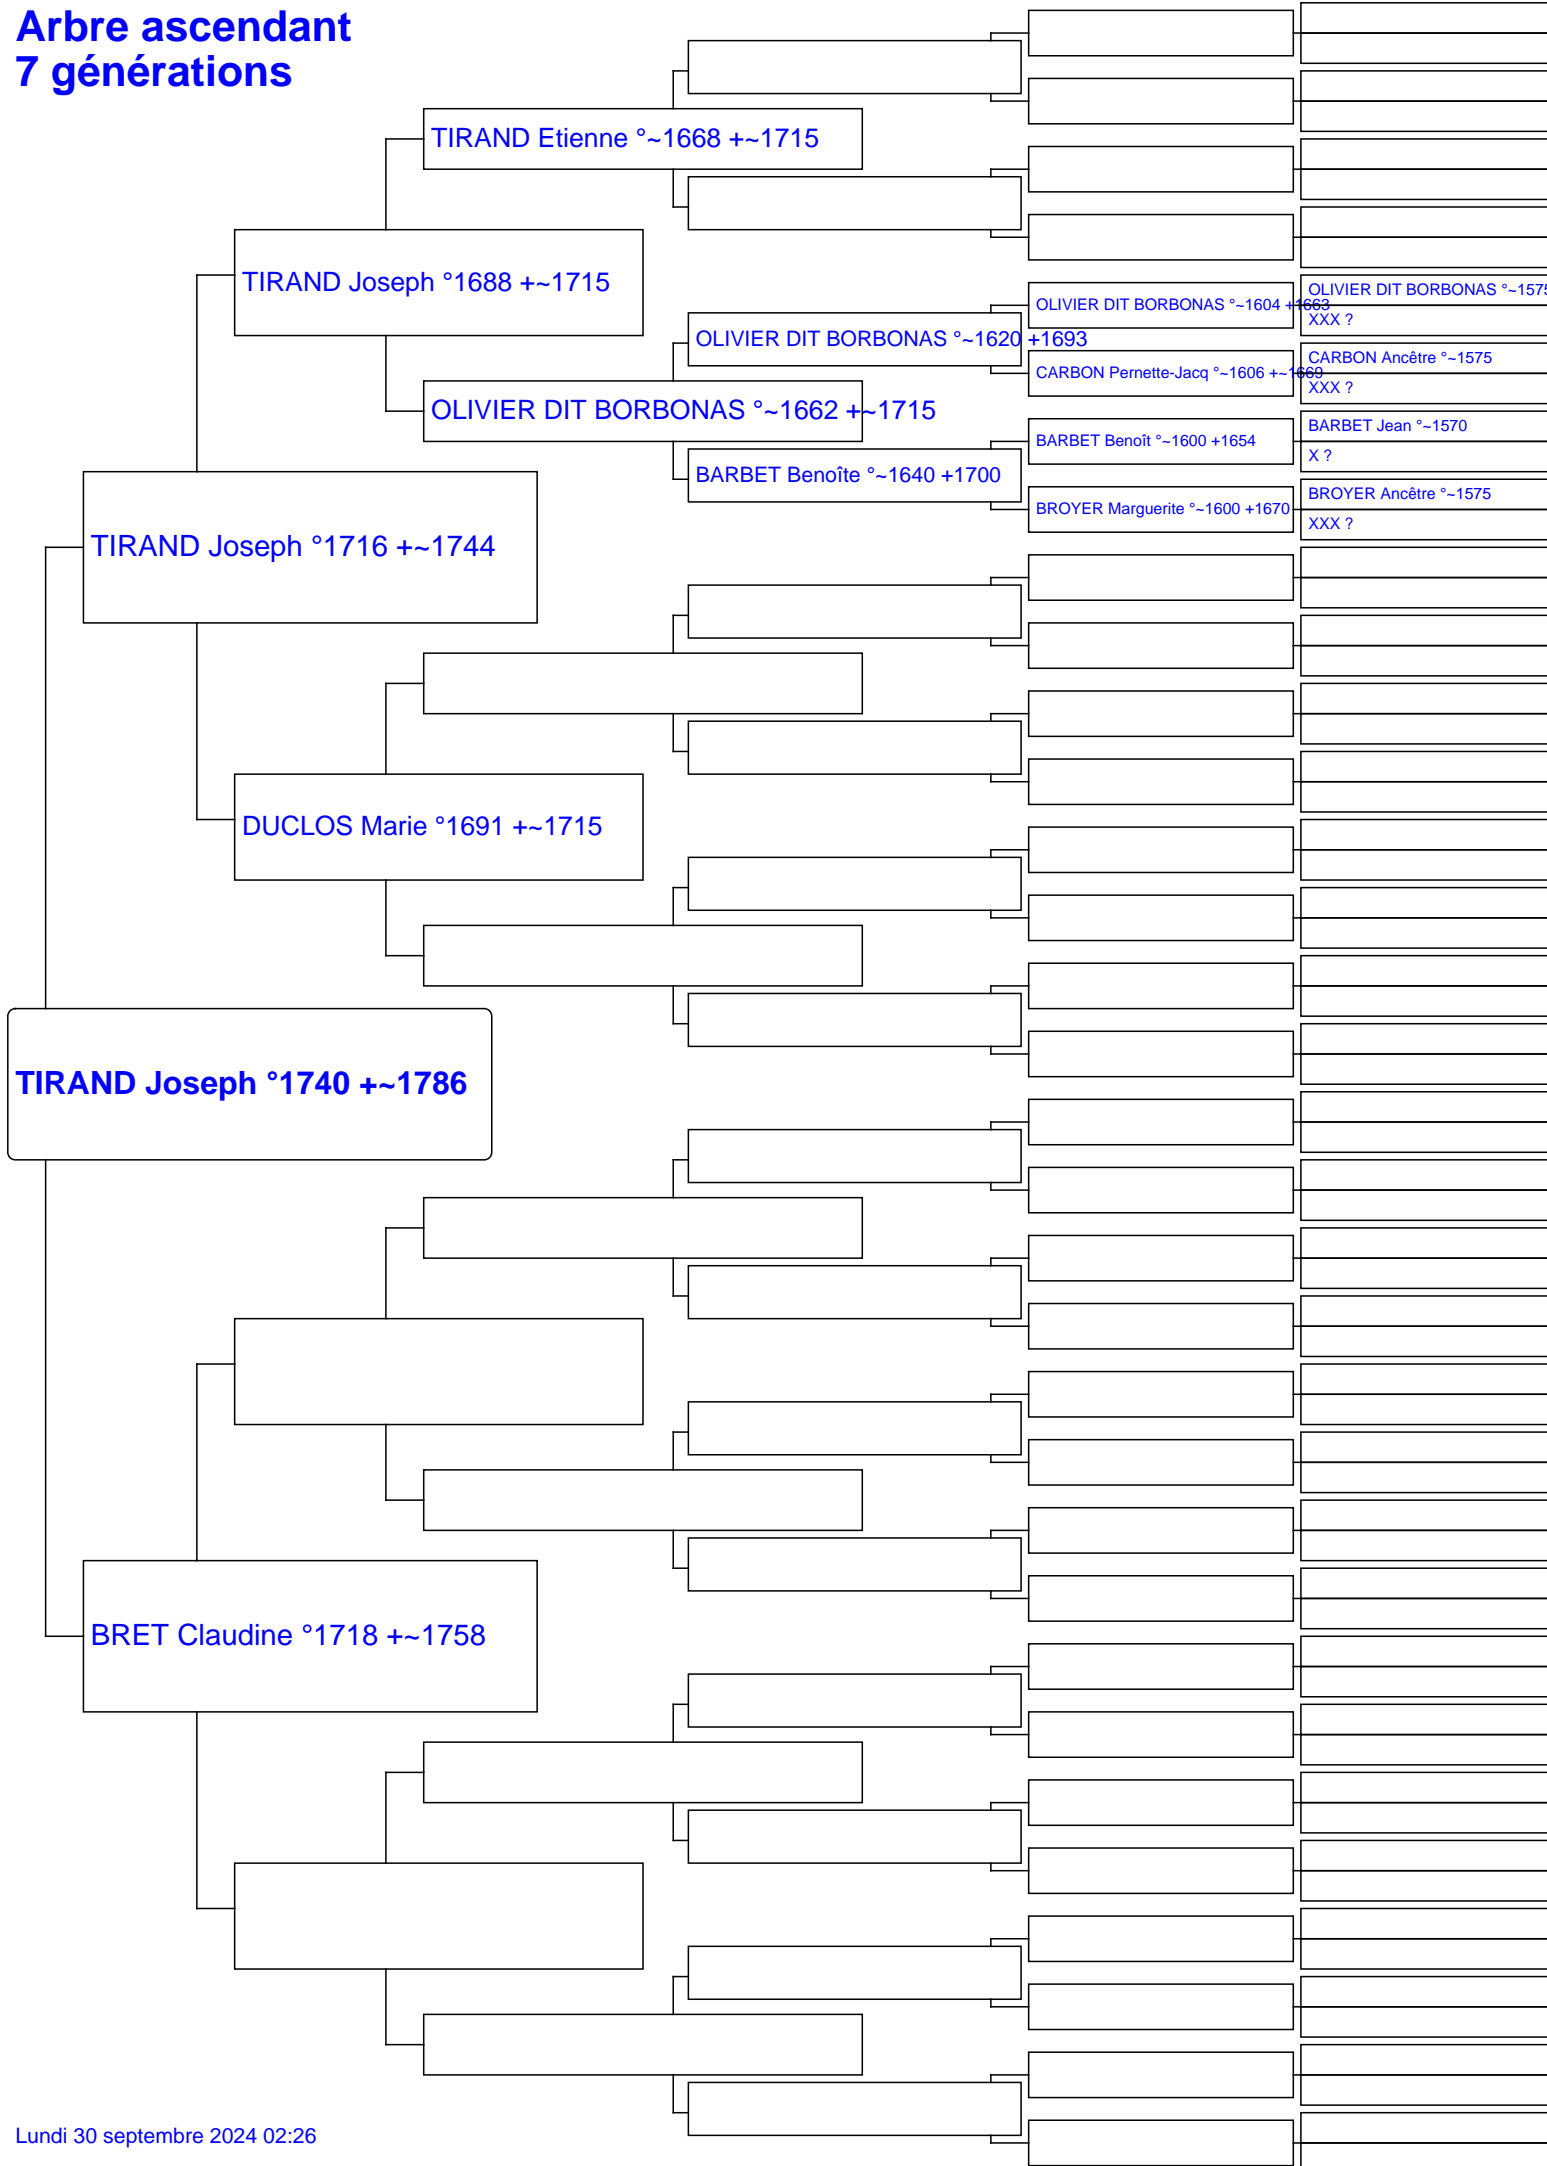 Arbre ascendant
7 générations
TIRAND Etienne °~1668 +~1715
TIRAND Joseph °1688 +~1715
OLIVIER DIT BORBONAS °~1575
OLIVIER DIT BORBONAS °~1604 +1663
XXX ?
OLIVIER DIT BORBONAS °~1620 +1693
CARBON Ancêtre °~1575
CARBON Pernette-Jacq °~1606 +~1669
XXX ?
OLIVIER DIT BORBONAS °~1662 +~1715
BARBET Jean °~1570
BARBET Benoît °~1600 +1654
X ?
BARBET Benoîte °~1640 +1700
BROYER Ancêtre °~1575
BROYER Marguerite °~1600 +1670
XXX ?
TIRAND Joseph °1716 +~1744
DUCLOS Marie °1691 +~1715
TIRAND Joseph °1740 +~1786
BRET Claudine °1718 +~1758
Lundi 30 septembre 2024 02:26